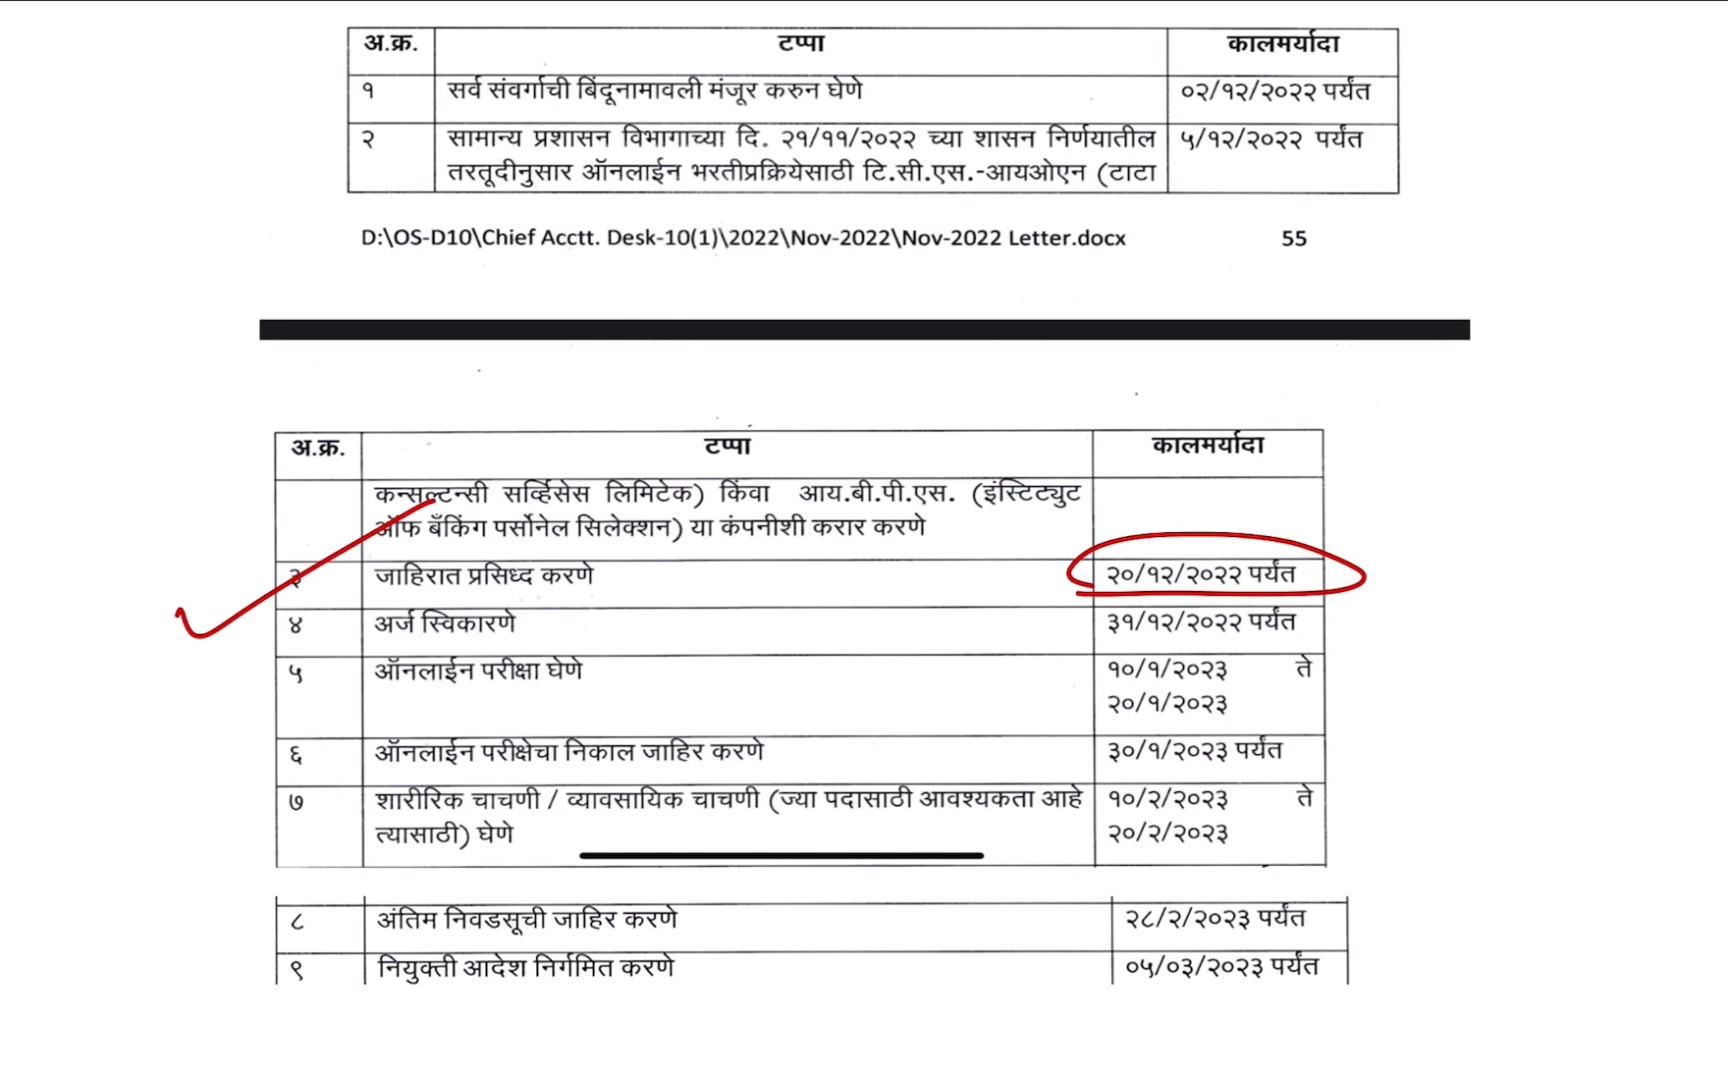 अ.क्र. टप्पा कालमर्यादा
१ सर्व संवर्गाची बिंदूनामावली मंजूर करुन घेणे ०२/१२/२०२२ पर्यंत
२ सामान्य प्रशासन विभागाच्या दि. २१/११/२०२२ च्या शासन निर्णयातील ५/१२/२०२२ पर्यंत
तरतूदीनुसार ऑनलाईन भरतीप्रक्रियेसाठी टि.सी.एस.-आयओएन (टाटा
D:\OS-D10\Chief Acctt. Desk-10(1)\2022\Nov-2022\Nov-2022 Letter.docx 55
अ.क्र. टप्पा कालमर्यादा
कन्सल्टन्सी सर्व्हिसेस लिमिटेक) किंवा आय.बी.पी.एस. (इंस्टिट्युट
ऑफ बँकिंग पर्सोनेल सिलेक्शन) या कंपनीशी करार करणे
३ जाहिरात प्रसिध्द करणे २०/१२/२०२२ पर्यंत
४ अर्ज स्विकारणे ३१/१२/२०२२ पर्यंत
५ ऑनलाईन परीक्षा घेणे १०/१/२०२३ ते
२०/१/२०२३
६ ऑनलाईन परीक्षेचा निकाल जाहिर करणे ३०/१/२०२३ पर्यंत
७ शारीरिक चाचणी / व्यावसायिक चाचणी (ज्या पदासाठी आवश्यकता आहे १०/२/२०२३ ते
त्यासाठी) घेणे २०/२/२०२३
८ अंतिम निवडसूची जाहिर करणे २८/२/२०२३ पर्यंत
९ नियुक्ती आदेश निर्गमित करणे ०५/०३/२०२३ पर्यंत